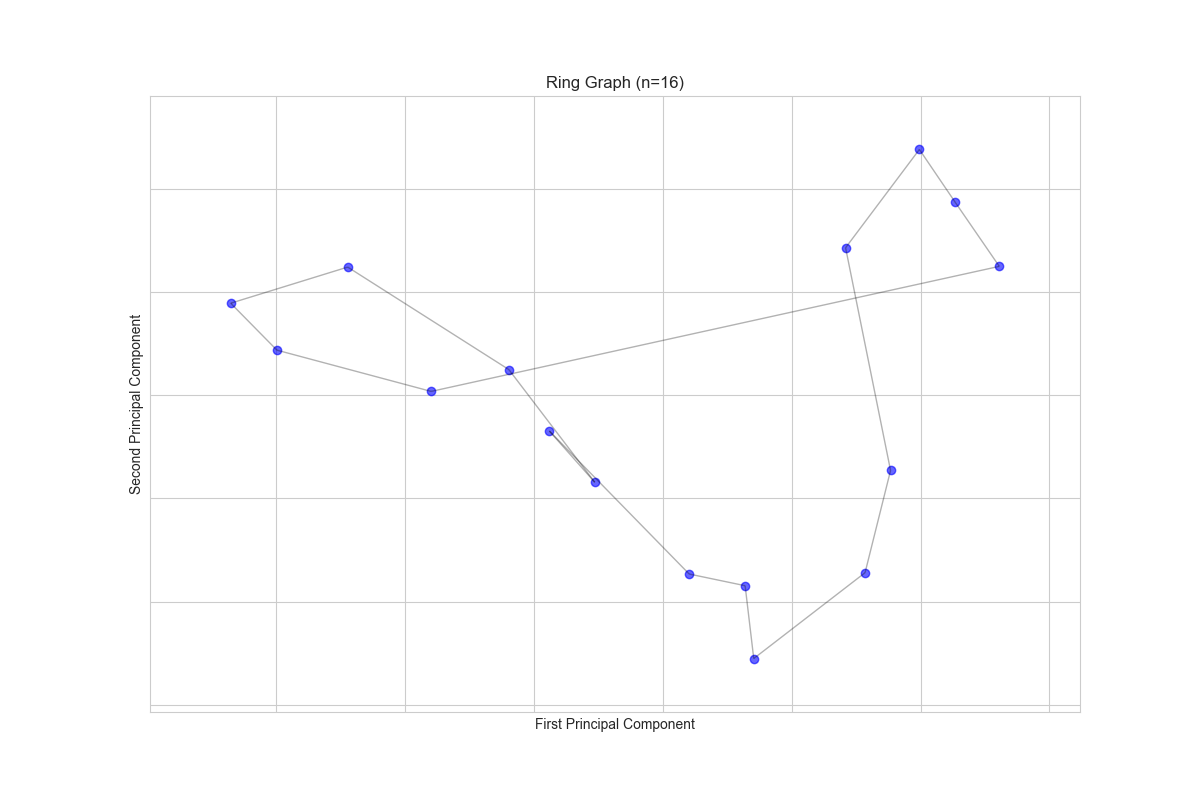 Ring Graph (n=16)
Second Principal Component
First Principal Component